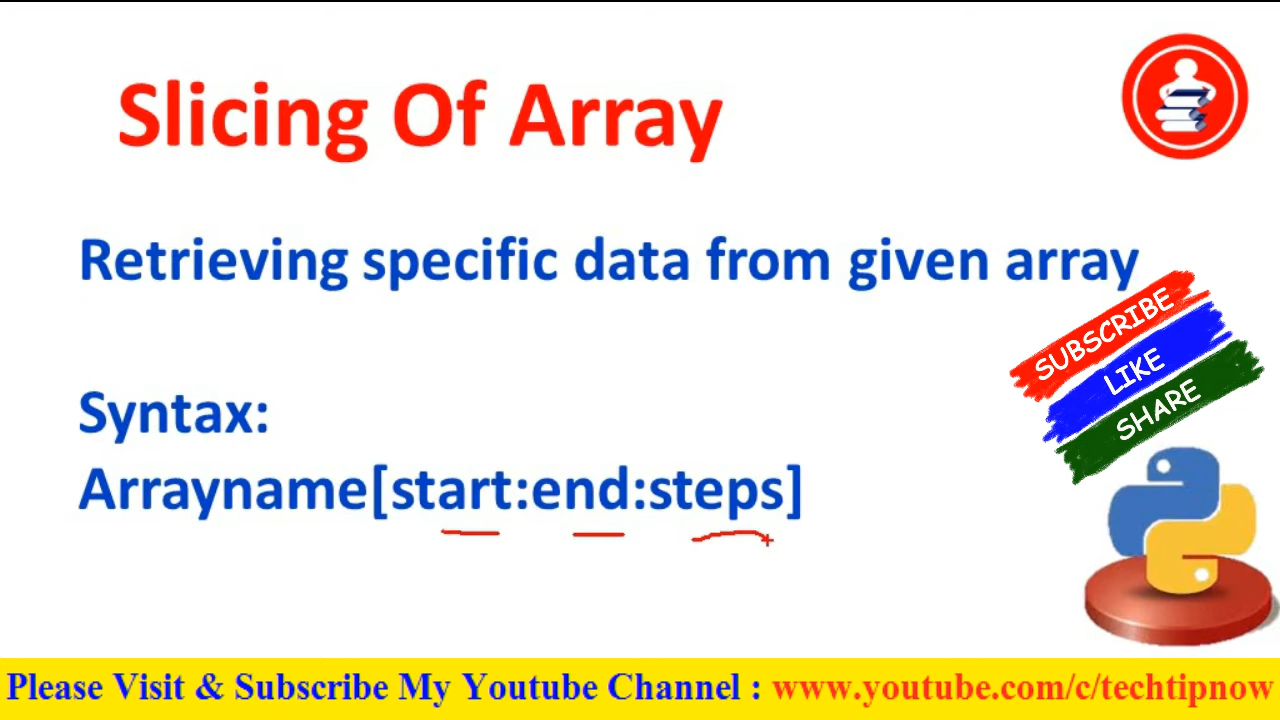 Slicing Of Array
Retrieving specific data from given array
SUBSCRIBE
LIKE
SHARE
Syntax:
Arrayname[start:end:steps]
Please Visit & Subscribe My Youtube Channel : www.youtube.com/c/techtipnow